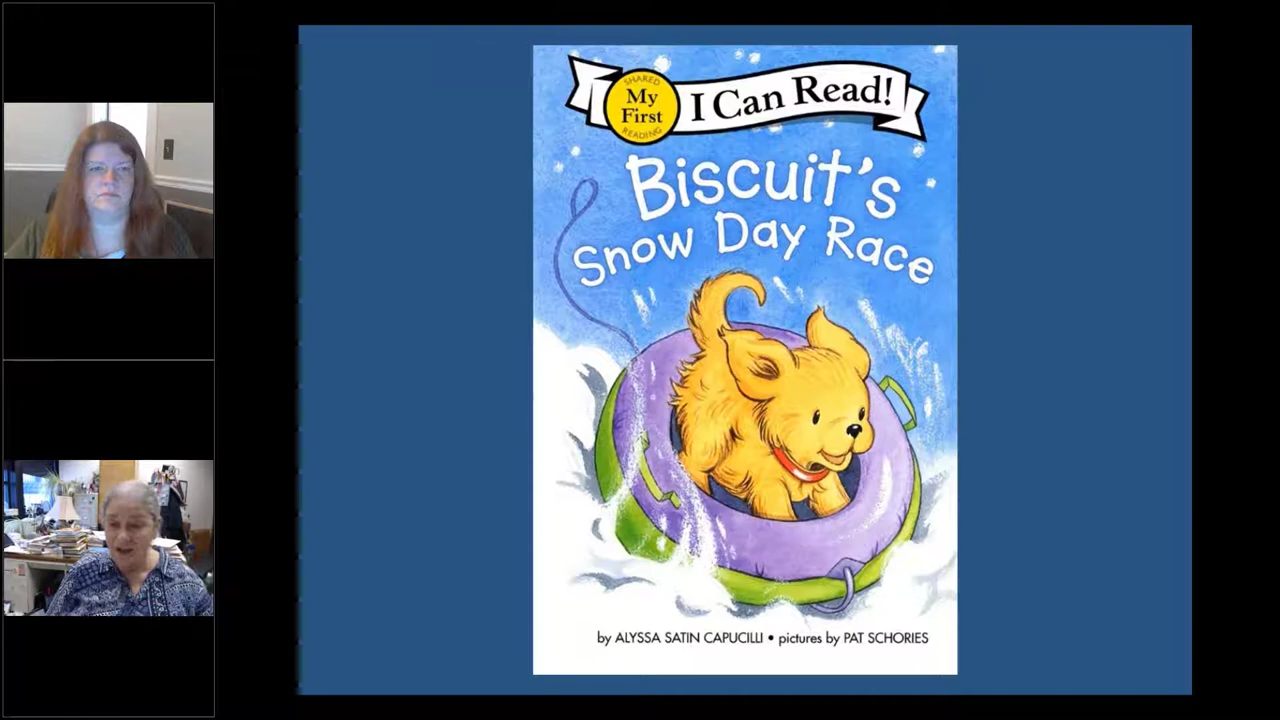 SHARED
My
First
READING
I Can Read!
Biscuit's
Snow Day Race
by ALYSSA SATIN CAPUCILLI • pictures by PAT SCHORIES